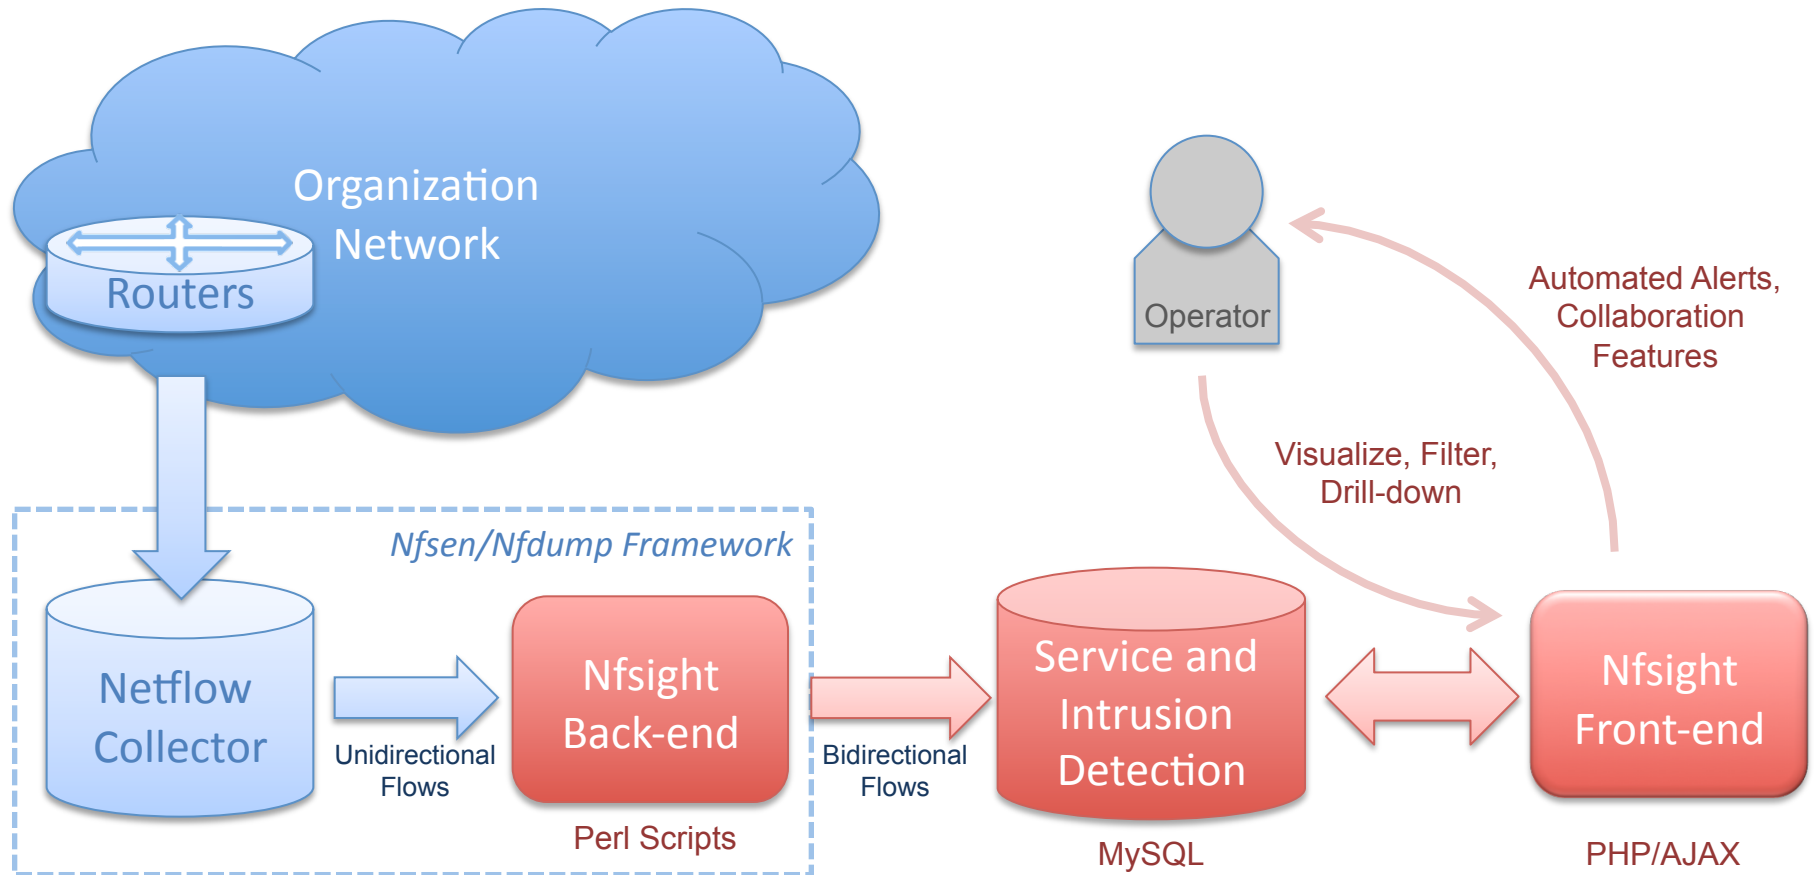 Organization
Network
Routers
Operator
Automated Alerts,
Collaboration
Features
Visualize, Filter,
Drill-down
Nfsen/Nfdump Framework
Netflow
Collector
Unidirectional
Flows
Nfsight
Back-end
Perl Scripts
Bidirectional
Flows
Service and
Intrusion
Detection
MySQL
Nfsight
Front-end
PHP/AJAX